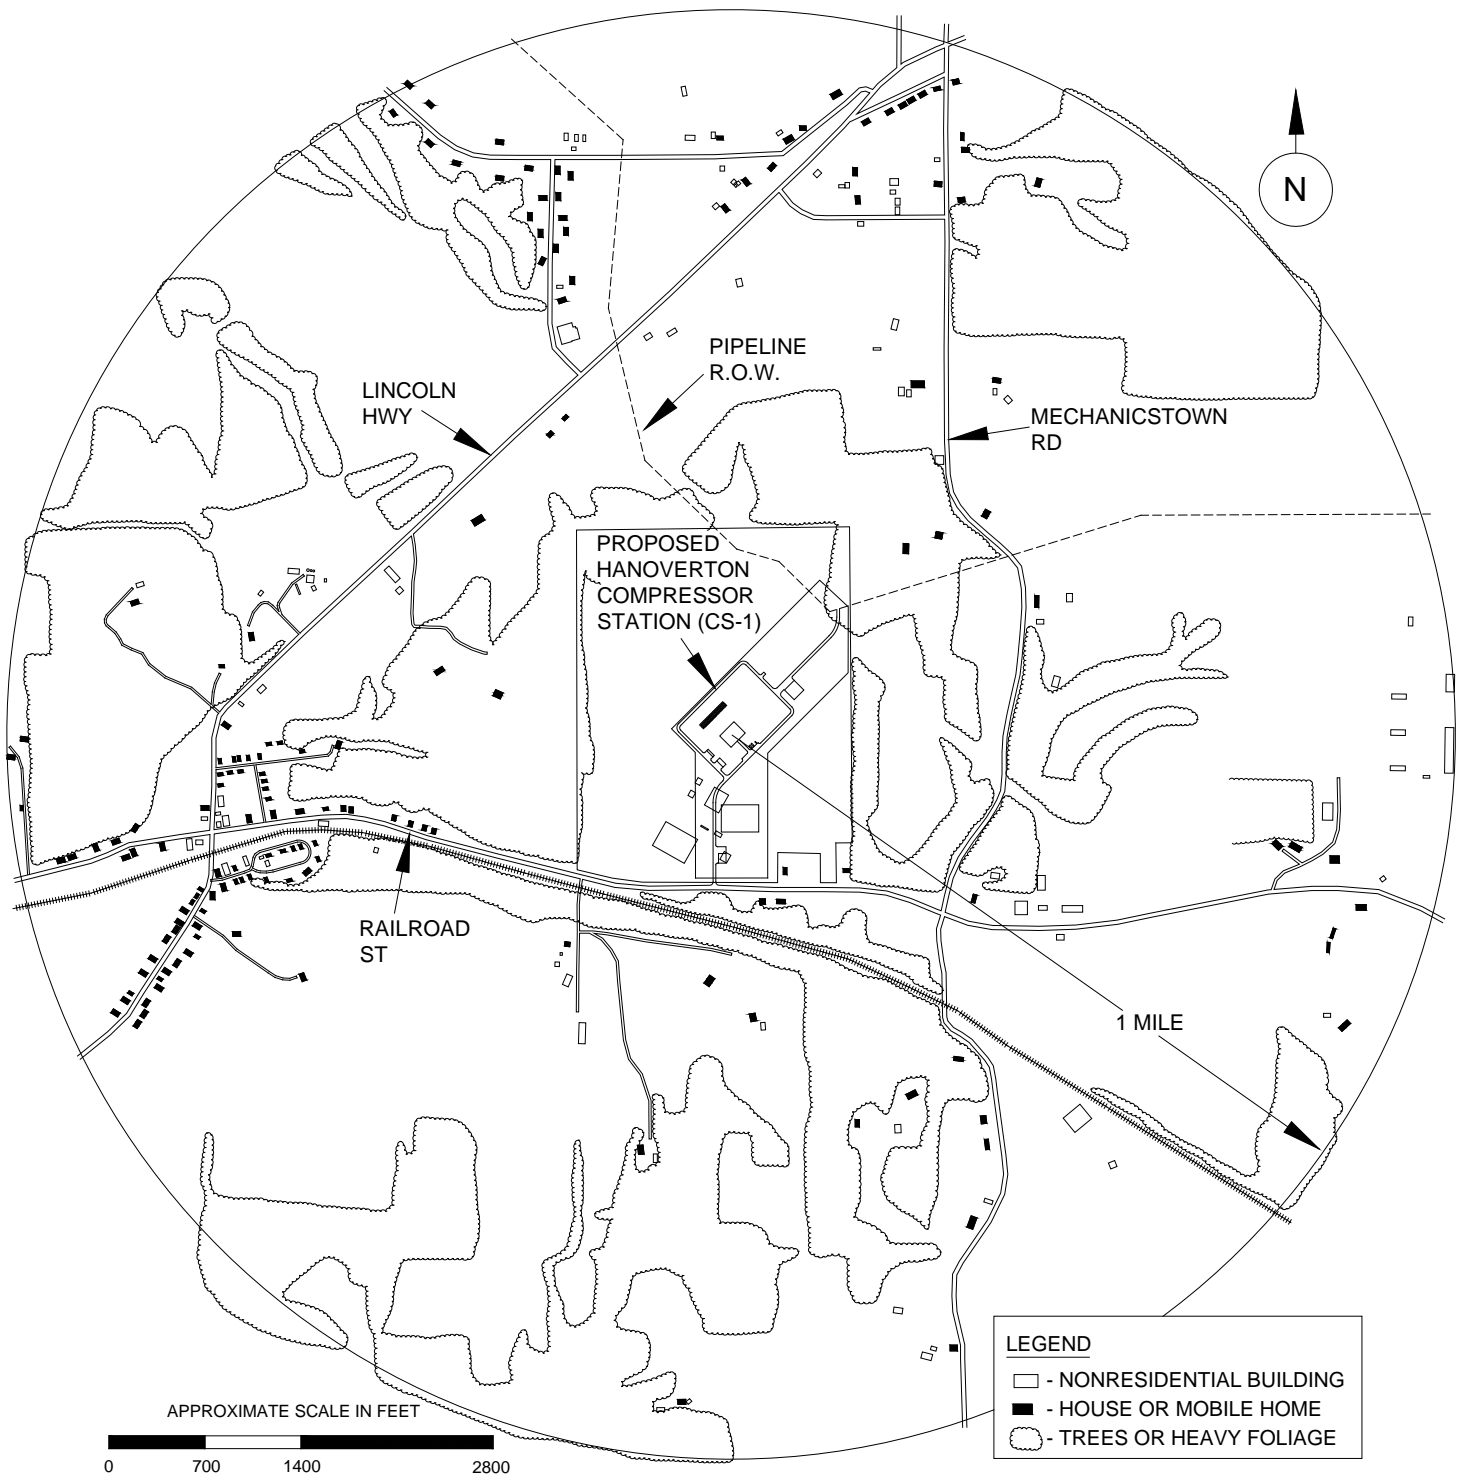 N
PIPELINE
R.O.W.
LINCOLN
HWY
MECHANICSTOWN
RD
PROPOSED
HANOVERTON
COMPRESSOR
STATION (CS-1)
RAILROAD
ST
1 MILE
LEGEND
- NONRESIDENTIAL BUILDING
- HOUSE OR MOBILE HOME
- TREES OR HEAVY FOLIAGE
APPROXIMATE SCALE IN FEET
0 700 1400 2800